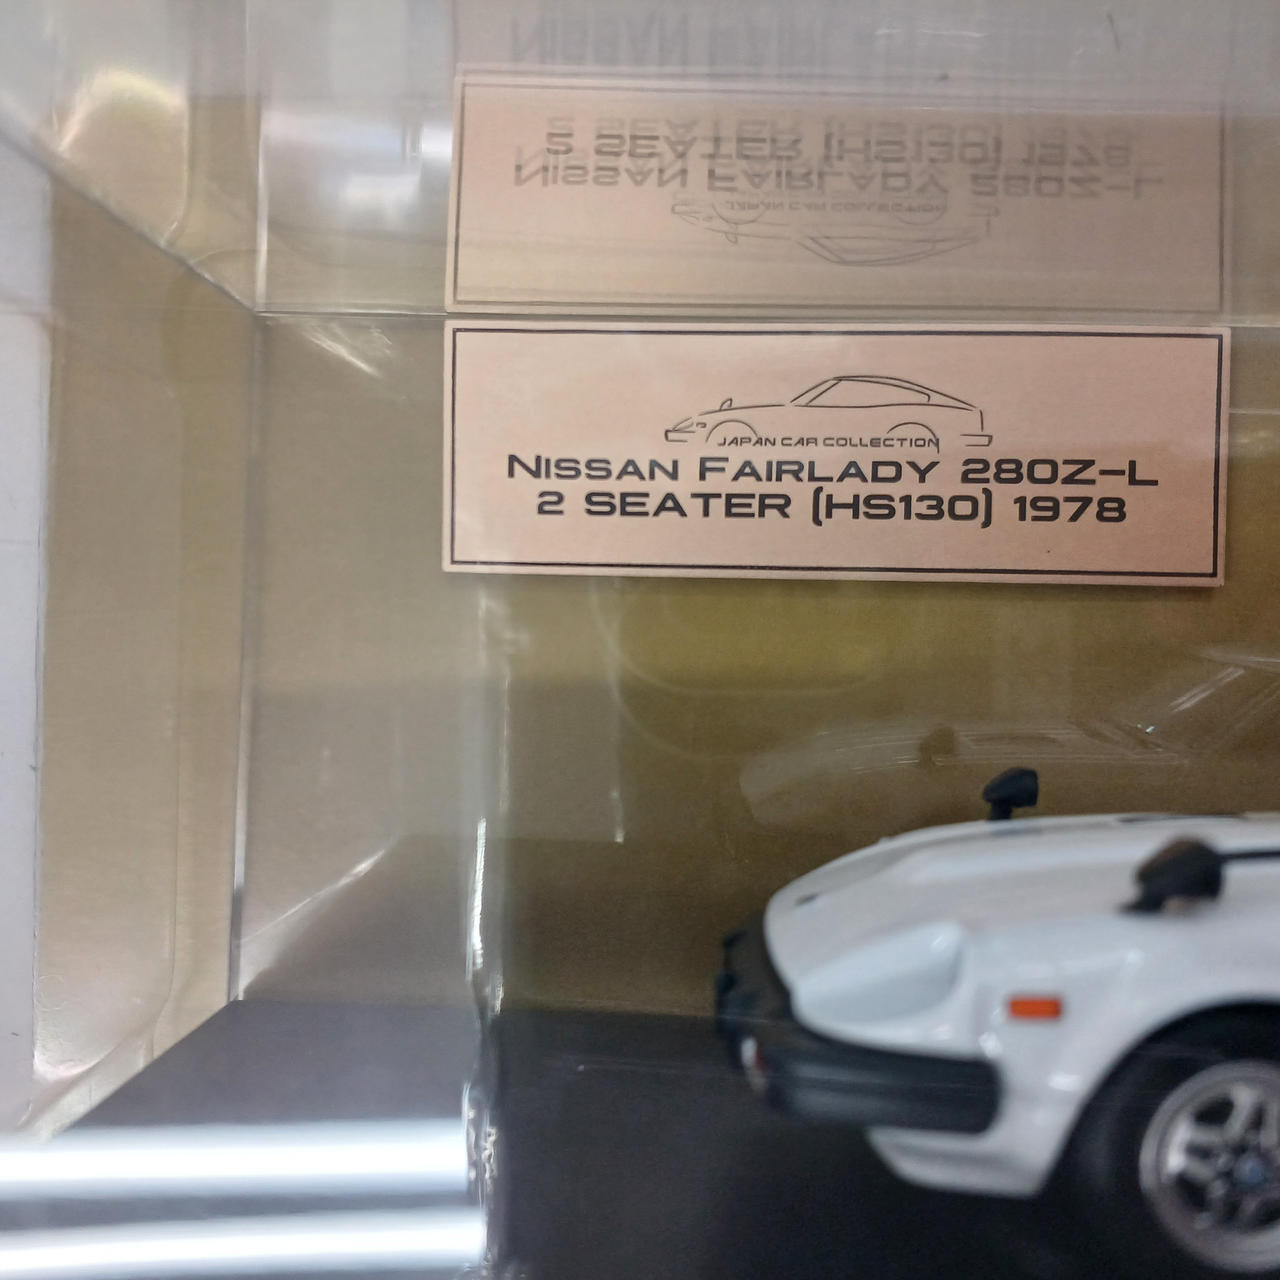 JAPAN CAR COLLECTION
NISSAN FAIRLADY 280Z-L
2 SEATER (HS130) 1978